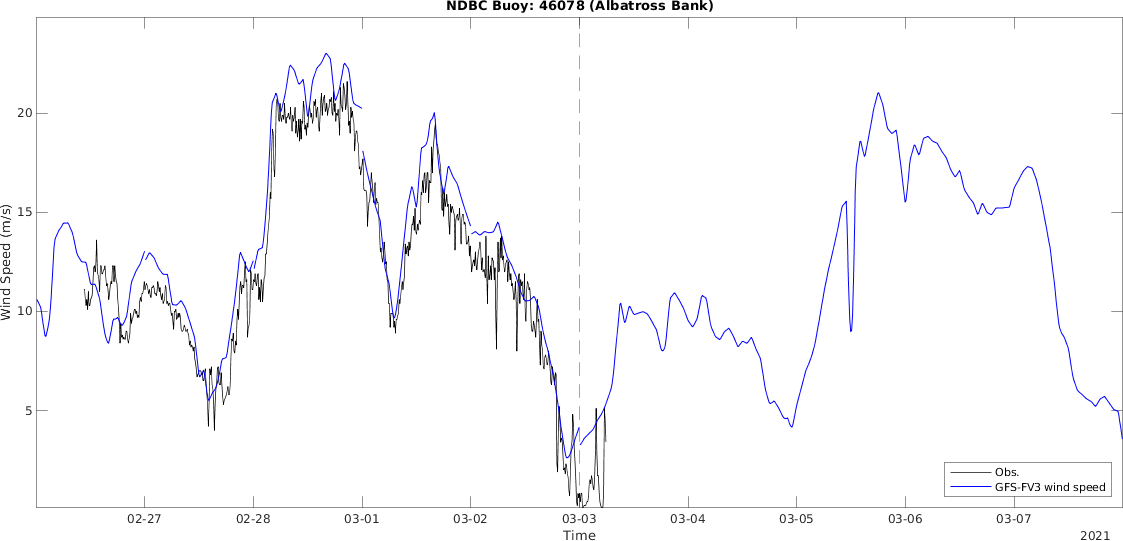 NDBC Buoy: 46078 (Albatross Bank)
Wind Speed (m/s)
20
15
10
5
02-27 02-28 03-01 03-02 03-03 03-04 03-05 03-06 03-07
Time
2021
Obs.
GFS-FV3 wind speed